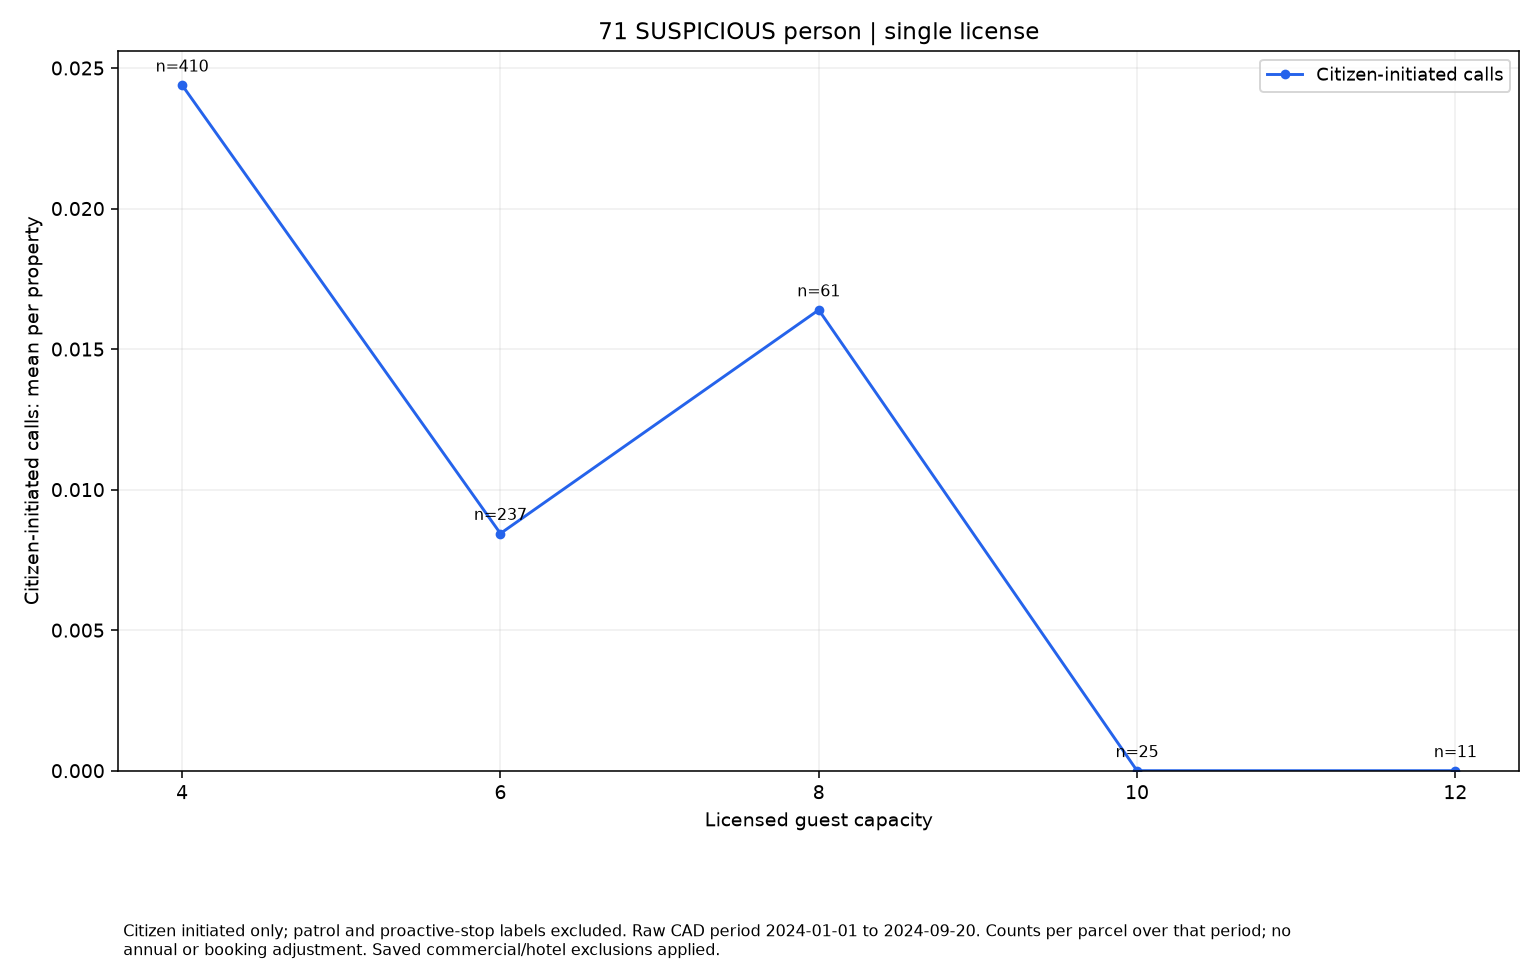 71 SUSPICIOUS person | single license
Citizen-initiated calls
Citizen-initiated calls: mean per property
0.025
0.020
0.015
0.010
0.005
0.000
n=410
n=237
n=61
n=25
n=11
4
6
8
10
12
Licensed guest capacity
Citizen initiated only; patrol and proactive-stop labels excluded. Raw CAD period 2024-01-01 to 2024-09-20. Counts per parcel over that period; no
annual or booking adjustment. Saved commercial/hotel exclusions applied.